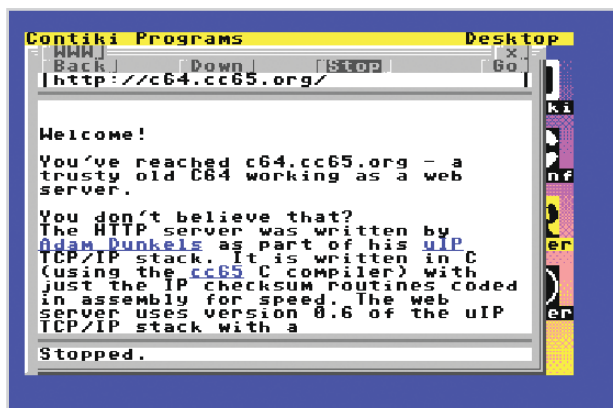 Contiki Programs Desktop
WWW x
Back Down Stop Go
http://c64.cc65.org/
Welcome!
You've reached c64.cc65.org - a
trusty old C64 working as a web
server.
You don't believe that?
The HTTP server was written by
Adam Dunkels as part of his uIP
TCP/IP stack. It is written in C
(using the cc65 C compiler) with
just the IP checksum routines coded
in assembly for speed. The web
server uses version 0.6 of the uIP
TCP/IP stack with a
Stopped.